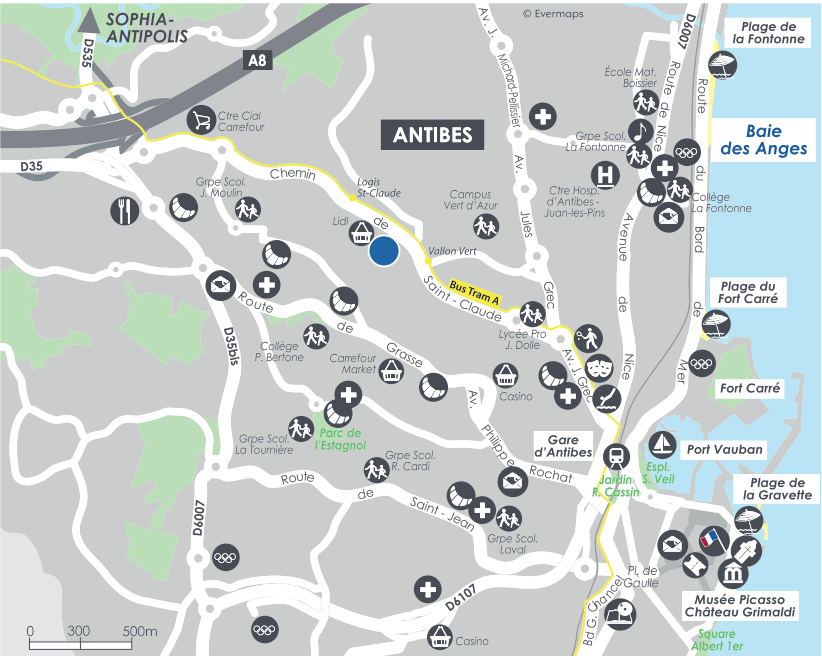 SOPHIA-
ANTIPOLIS
© Evermaps
D535
Av. J.
Michard-Pellissier
Av.
Jules
Grec
D6007
Route de Nice
Plage de
la Fontonne
A8
École Mat.
Boissier
Ctre Cial
Carrefour
ANTIBES
Grpe Scol.
La Fontonne
Baie
des Anges
D35
Chemin
de
Saint-Claude
Grpe Scol.
J. Moulin
Logis
St-Claude
Campus
Vert d'Azur
H
Ctre Hosp.
d'Antibes -
Juan-les-Pins
Collège
La Fontonne
Lidl
Vallon Vert
Avenue
de
Nice
Route
du
Bord
de
Mer
Bus Tram A
Plage du
Fort Carré
Route
de
Grasse
D35bis
Lycée Pro
J. Dolle
Collège
P. Bertone
Carrefour
Market
Casino
Av. J. Grec
Fort Carré
Av.
Philippe
Rochat
Parc de
l'Estagnol
Grpe Scol.
La Tournière
Gare
d'Antibes
Port Vauban
Grpe Scol.
R. Cardi
Espl.
S. Veil
Jardin
R. Cassin
Plage de
la Gravette
Route
de
Saint-Jean
D6007
Grpe Scol.
Laval
Pl. de
Gaulle
D6107
Bd G. Chancel
Musée Picasso
Château Grimaldi
0 300 500m
Casino
Square
Albert 1er